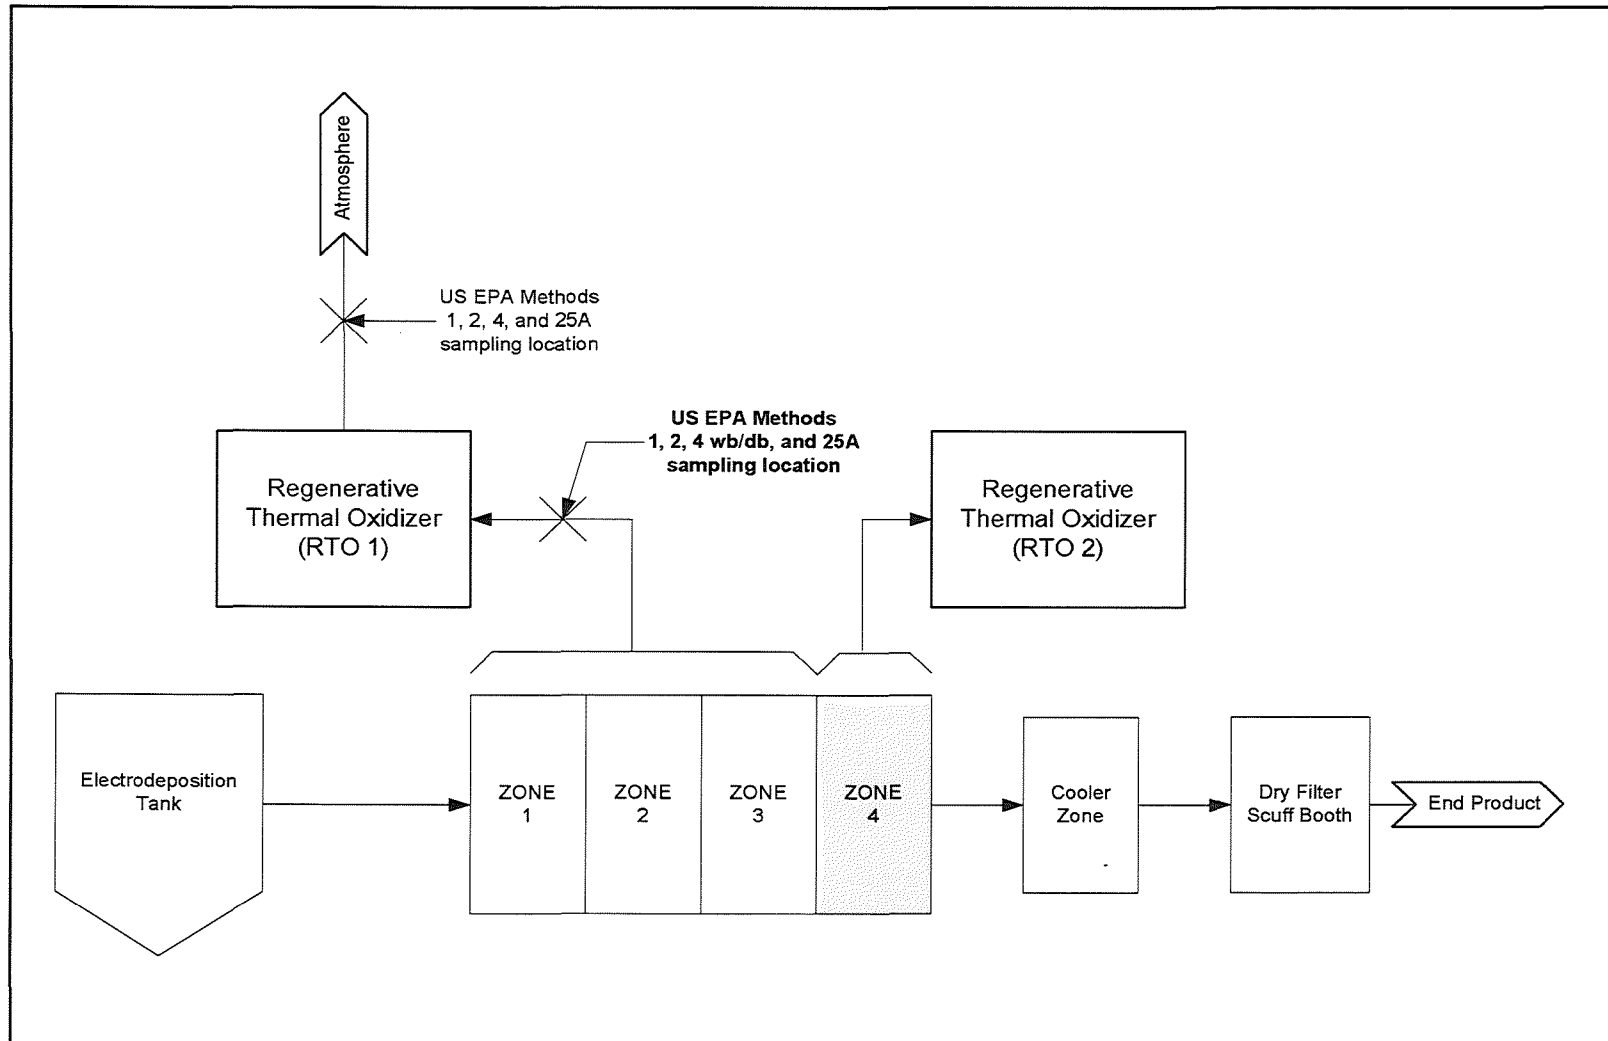 Atmosphere
US EPA Methods
1, 2, 4, and 25A
sampling location
US EPA Methods
1, 2, 4 wb/db, and 25A
sampling location
Regenerative
Thermal Oxidizer
(RTO 1)
Regenerative
Thermal Oxidizer
(RTO 2)
Electrodeposition
Tank
ZONE
1
ZONE
2
ZONE
3
ZONE
4
Cooler
Zone
Dry Filter
Scuff Booth
End Product